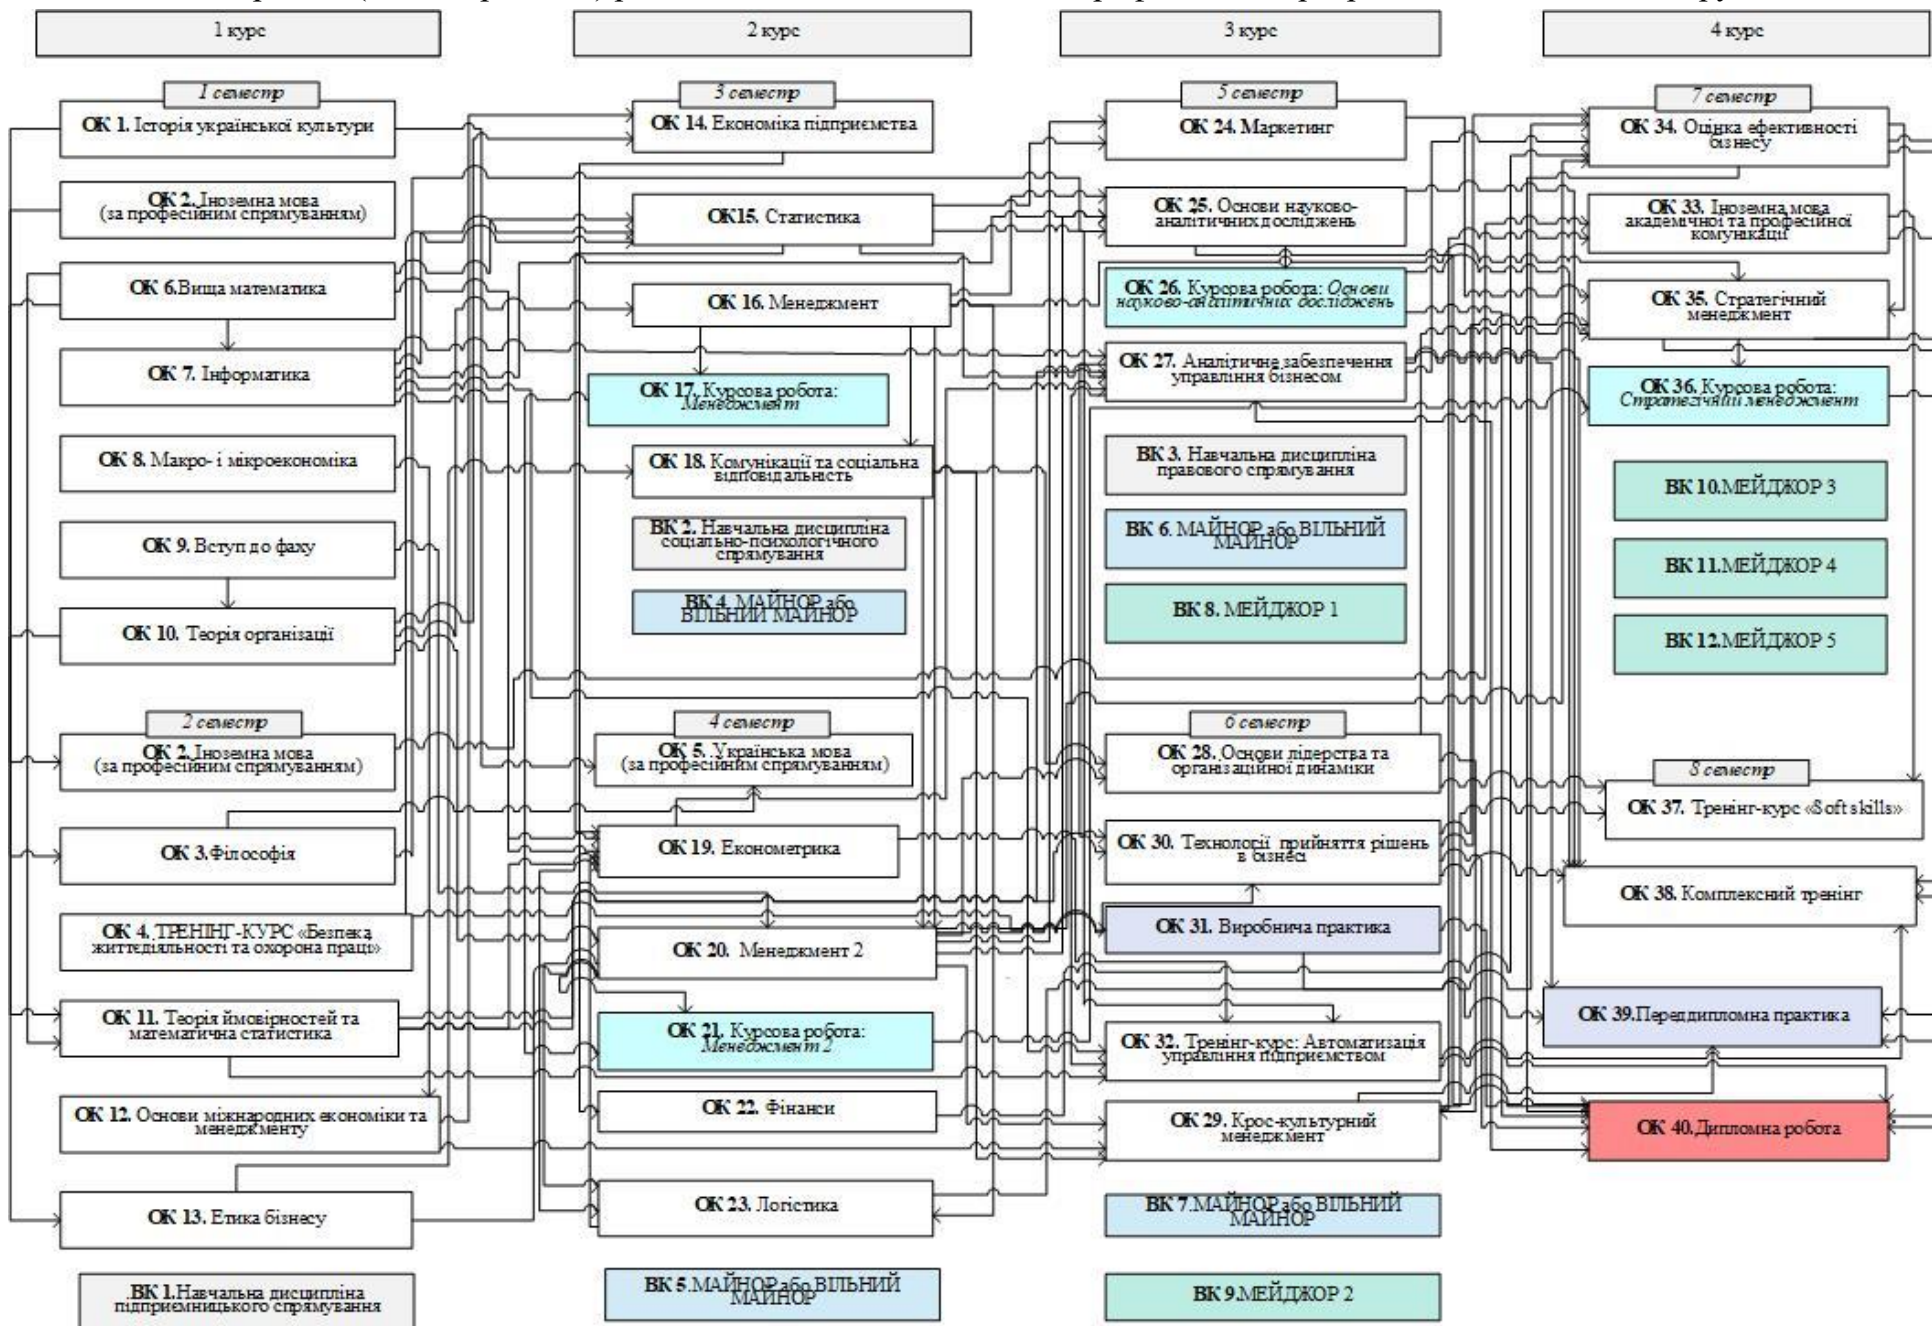 1 курс
1 семестр
ОК 1. Історія української культури
ОК 2. Іноземна мова
(за професійним спрямуванням)
ОК 6.Вища математика
ОК 7. Інформатика
ОК 8. Макро- і мікроекономіка
ОК 9. Вступ до фаху
ОК 10. Теорія організації
2 семестр
ОК 2. Іноземна мова
(за професійним спрямуванням)
ОК 3.Філософія
ОК 4. ТРЕНІНГ-КУРС «Безпека
життєдіяльності та охорона праці»
ОК 11. Теорія ймовірностей та
математична статистика
ОК 12. Основи міжнародних економіки та
менеджменту
ОК 13. Етика бізнесу
ВК 1.Навчальна дисципліна
підприємницького спрямування
2 курс
3 семестр
ОК 14. Економіка підприємства
ОК15. Статистика
ОК 16. Менеджмент
ОК 17. Курсова робота:
Менеджмент
ОК 18. Комунікації та соціальна
відповідальність
ВК 2. Навчальна дисципліна
соціально-психологічного
спрямування
ВК 4. МАЙНОР або
ВІЛЬНИЙ МАЙНОР
4 семестр
ОК 5. .Українська мова
(за професійним спрямуванням)
ОК 19. Економетрика
ОК 20. Менеджмент 2
ОК 21. Курсова робота:
Менеджмент 2
ОК 22. Фінанси
ОК 23. Логістика
ВК 5.МАЙНОР або ВІЛЬНИЙ
МАЙНОР
3 курс
5 семестр
ОК 24. Маркетинг
ОК 25. Основи науково-
аналітичних досліджень
ОК 26. Курсова робота: Основи
науково-аналітичних досліджень
ОК 27. Аналітичне забезпечення
управління бізнесом
ВК 3. Навчальна дисципліна
правового спрямування
ВК 6. МАЙНОР або ВІЛЬНИЙ
МАЙНОР
ВК 8. МЕЙДЖОР 1
6 семестр
ОК 28. Основи лідерства та
організаційної динаміки
ОК 30. Технології прийняття рішень
в бізнесі
ОК 31. Виробнича практика
ОК 32. Тренінг-курс: Автоматизація
управління підприємством
ОК 29. Крос-культурний
менеджмент
ВК 7.МАЙНОР або ВІЛЬНИЙ
МАЙНОР
ВК 9.МЕЙДЖОР 2
4 курс
7 семестр
ОК 34. Оцінка ефективності
бізнесу
ОК 33. Іноземна мова
академічної та професійної
комунікації
ОК 35. Стратегічний
менеджмент
ОК 36. Курсова робота:
Стратегічний менеджмент
ВК 10.МЕЙДЖОР 3
ВК 11.МЕЙДЖОР 4
ВК 12.МЕЙДЖОР 5
8 семестр
ОК 37. Тренінг-курс «Soft skills»
ОК 38. Комплексний тренінг
ОК 39.Переддипломна практика
ОК 40.Дипломна робота